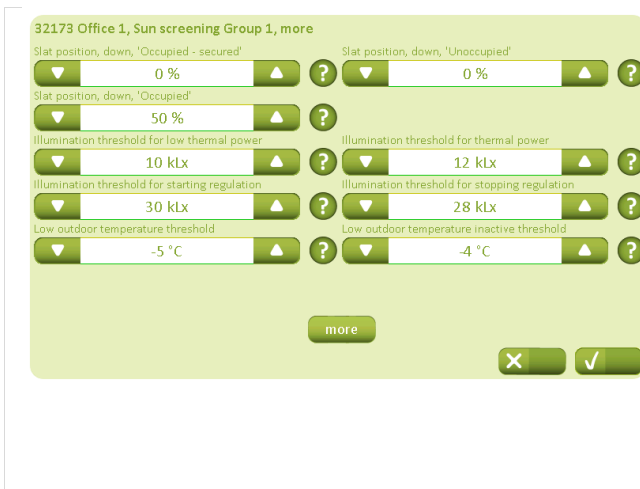 32173 Office 1, Sun screening Group 1, more
Slat position, down, 'Occupied - secured' Slat position, down, 'Unoccupied'
0 % ? 0 % ?
Slat position, down, 'Occupied'
50 % ?
Illumination threshold for low thermal power Illumination threshold for thermal power
10 kLx ? 12 kLx ?
Illumination threshold for starting regulation Illumination threshold for stopping regulation
30 kLx ? 28 kLx ?
Low outdoor temperature threshold Low outdoor temperature inactive threshold
-5 °C ? -4 °C ?
more